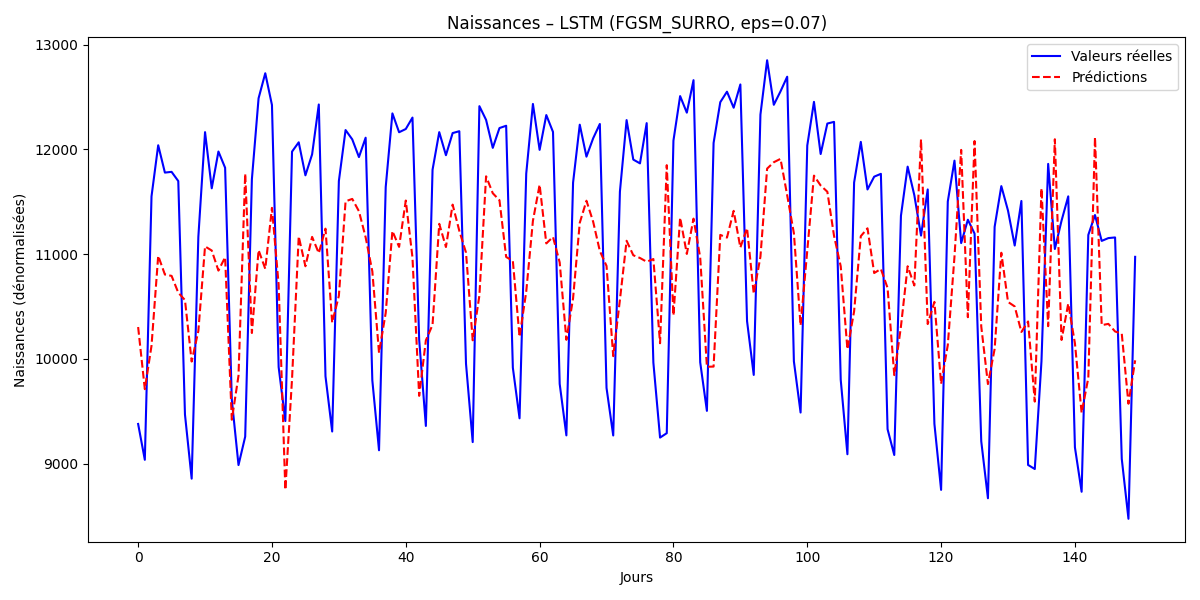 Naissances – LSTM (FGSM_SURRO, eps=0.07)
Valeurs réelles
Prédictions
Naissances (dénormalisées)
13000
12000
11000
10000
9000
0 20 40 60 80 100 120 140
Jours